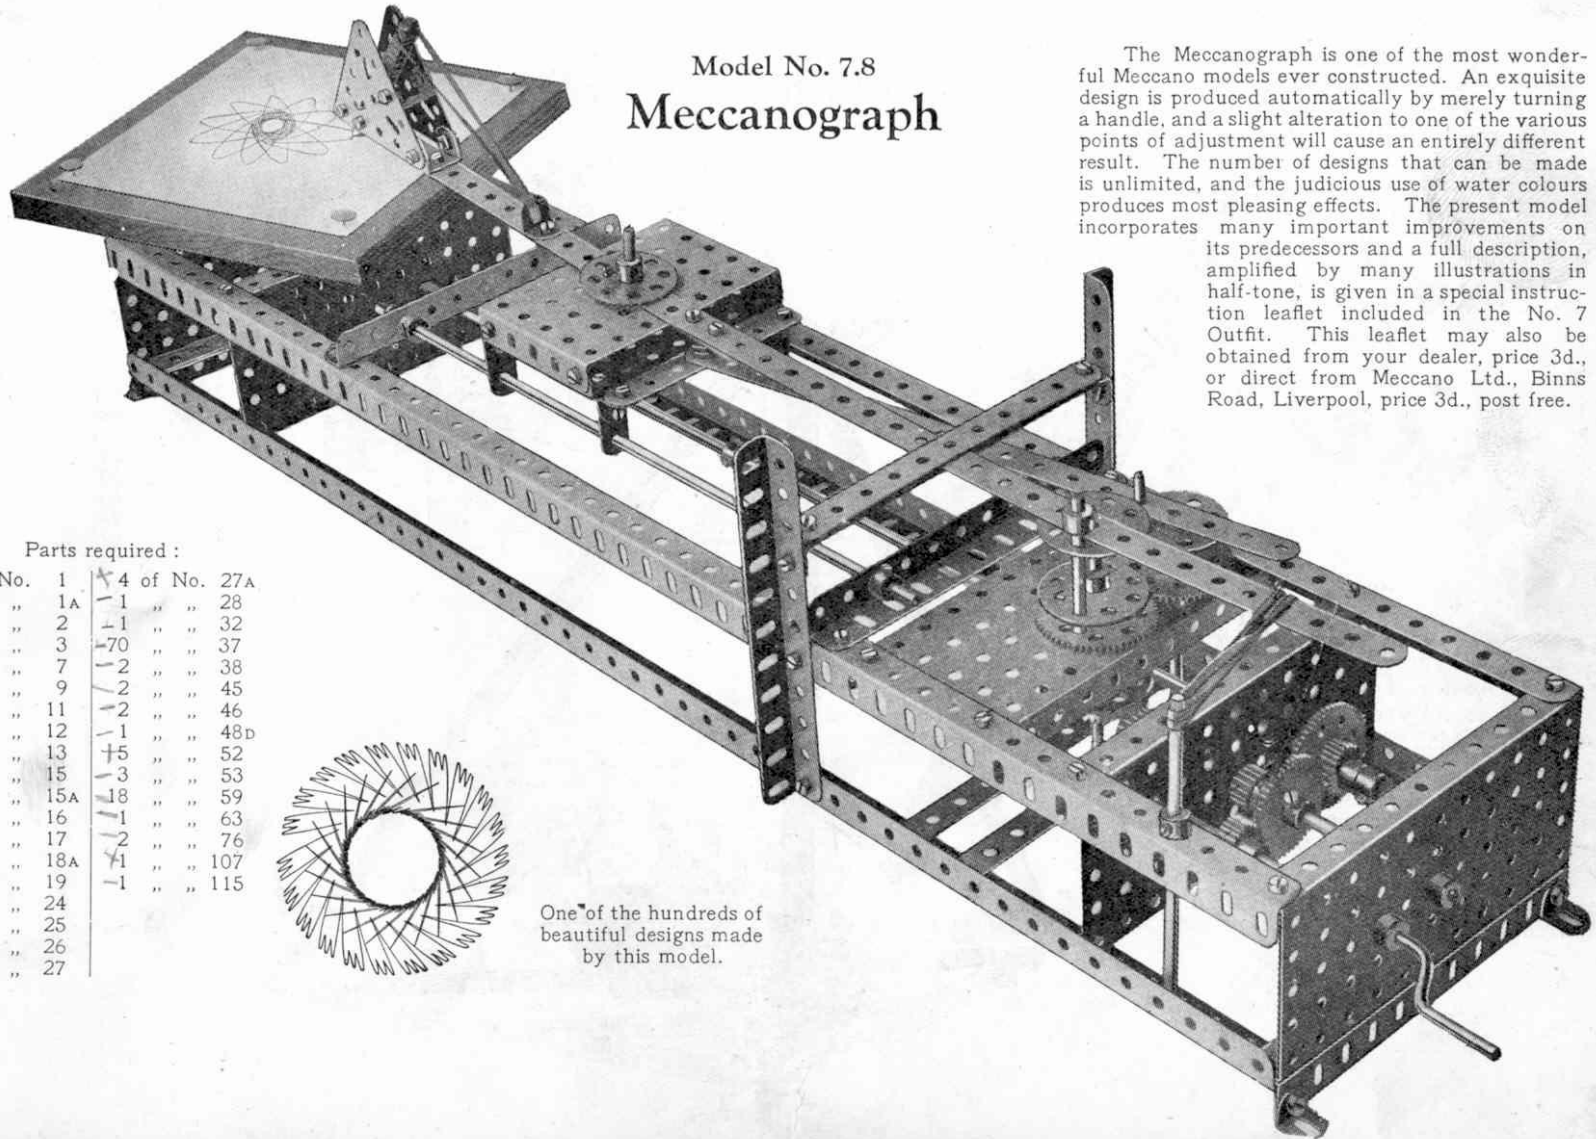 Model No. 7.8
Meccanograph
The Meccanograph is one of the most wonder-
ful Meccano models ever constructed. An exquisite
design is produced automatically by merely turning
a handle, and a slight alteration to one of the various
points of adjustment will cause an entirely different
result. The number of designs that can be made
is unlimited, and the judicious use of water colours
produces most pleasing effects. The present model
incorporates many important improvements on
its predecessors and a full description,
amplified by many illustrations in
half-tone, is given in a special instruc-
tion leaflet included in the No. 7
Outfit. This leaflet may also be
obtained from your dealer, price 3d.,
or direct from Meccano Ltd., Binns
Road, Liverpool, price 3d., post free.
Parts required :
No. 1 4 of No. 27A
„ 1A 1 „ „ 28
„ 2 1 „ „ 32
„ 3 70 „ „ 37
„ 7 2 „ „ 38
„ 9 2 „ „ 45
„ 11 2 „ „ 46
„ 12 1 „ „ 48D
„ 13 5 „ „ 52
„ 15 3 „ „ 53
„ 15A 18 „ „ 59
„ 16 1 „ „ 63
„ 17 2 „ „ 76
„ 18A 1 „ „ 107
„ 19 1 „ „ 115
„ 24
„ 25
„ 26
„ 27
One of the hundreds of
beautiful designs made
by this model.